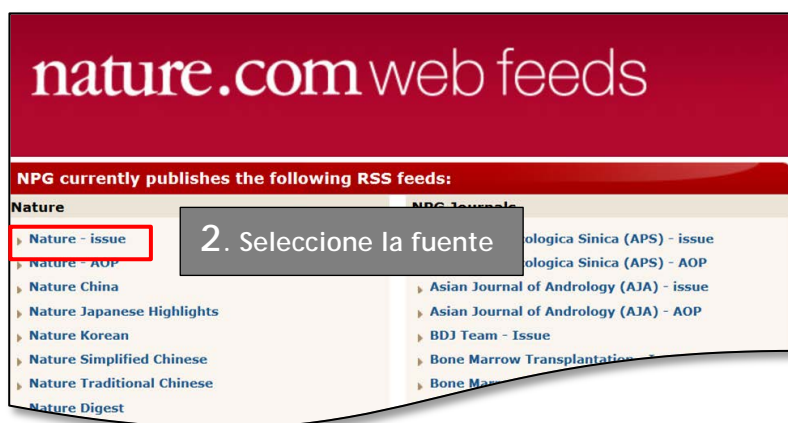 nature.com web feeds
NPG currently publishes the following RSS feeds:
Nature
Nature - issue
Nature - AOP
Nature China
Nature Japanese Highlights
Nature Korean
Nature Simplified Chinese
Nature Traditional Chinese
Nature Digest
2. Seleccione la fuente
NPG Journals
ologica Sinica (APS) - issue
ologica Sinica (APS) - AOP
Asian Journal of Andrology (AJA) - issue
Asian Journal of Andrology (AJA) - AOP
BDJ Team - Issue
Bone Marrow Transplantation
Bone